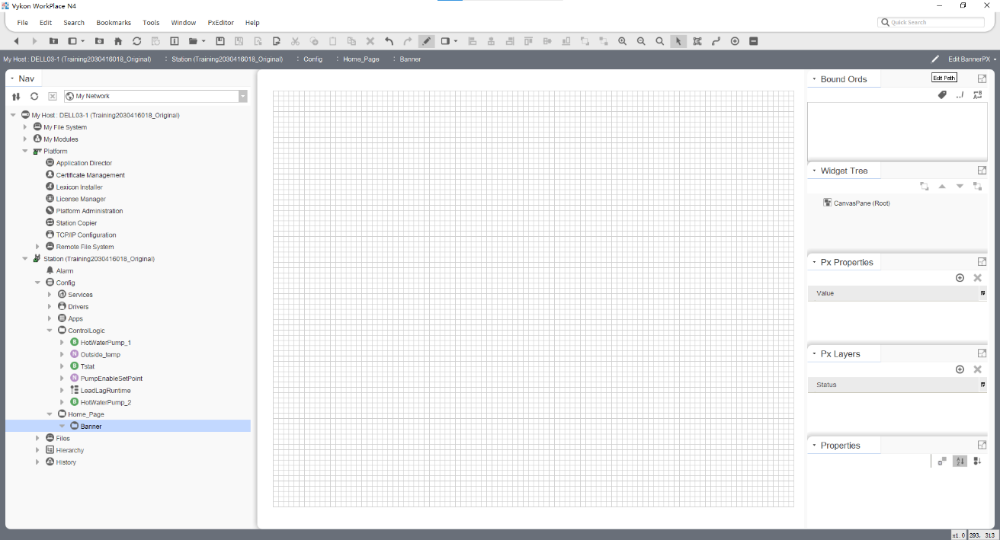 Vykon WorkPlace N4
File Edit Search Bookmarks Tools Window PxEditor Help
Quick Search
My Host : DELL03-1 (Training2030416018_Original) : Station (Training2030416018_Original) : Config : Home_Page : Banner
Edit BannerPX
Nav
My Network
My Host : DELL03-1 (Training2030416018_Original)
My File System
My Modules
Platform
Application Director
Certificate Management
Lexicon Installer
License Manager
Platform Administration
Station Copier
TCP/IP Configuration
Remote File System
Station (Training2030416018_Original)
Alarm
Config
Services
Drivers
Apps
ControlLogic
HotWaterPump_1
Outside_temp
Tstat
PumpEnableSetPoint
LeadLagRuntime
HotWaterPump_2
Home_Page
Banner
Files
Hierarchy
History
Bound Ords
Edit Path
Widget Tree
CanvasPane (Root)
Px Properties
Value
Px Layers
Status
Properties
x1.0 293, 313